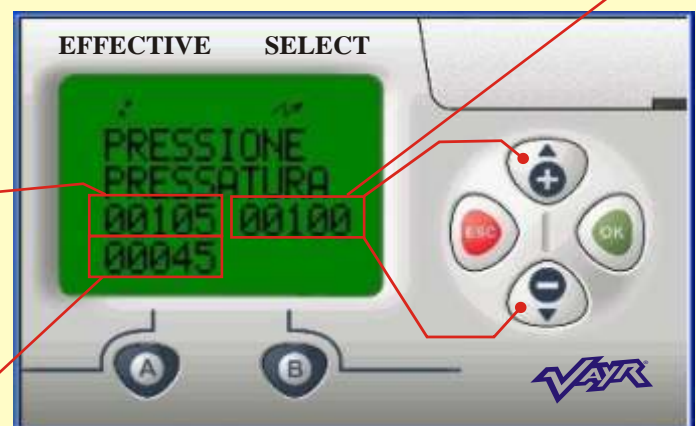 EFFECTIVE SELECT
PRESSIONE
PRESSATURA
00105 00100
00045
ESC OK
A B
VAYR